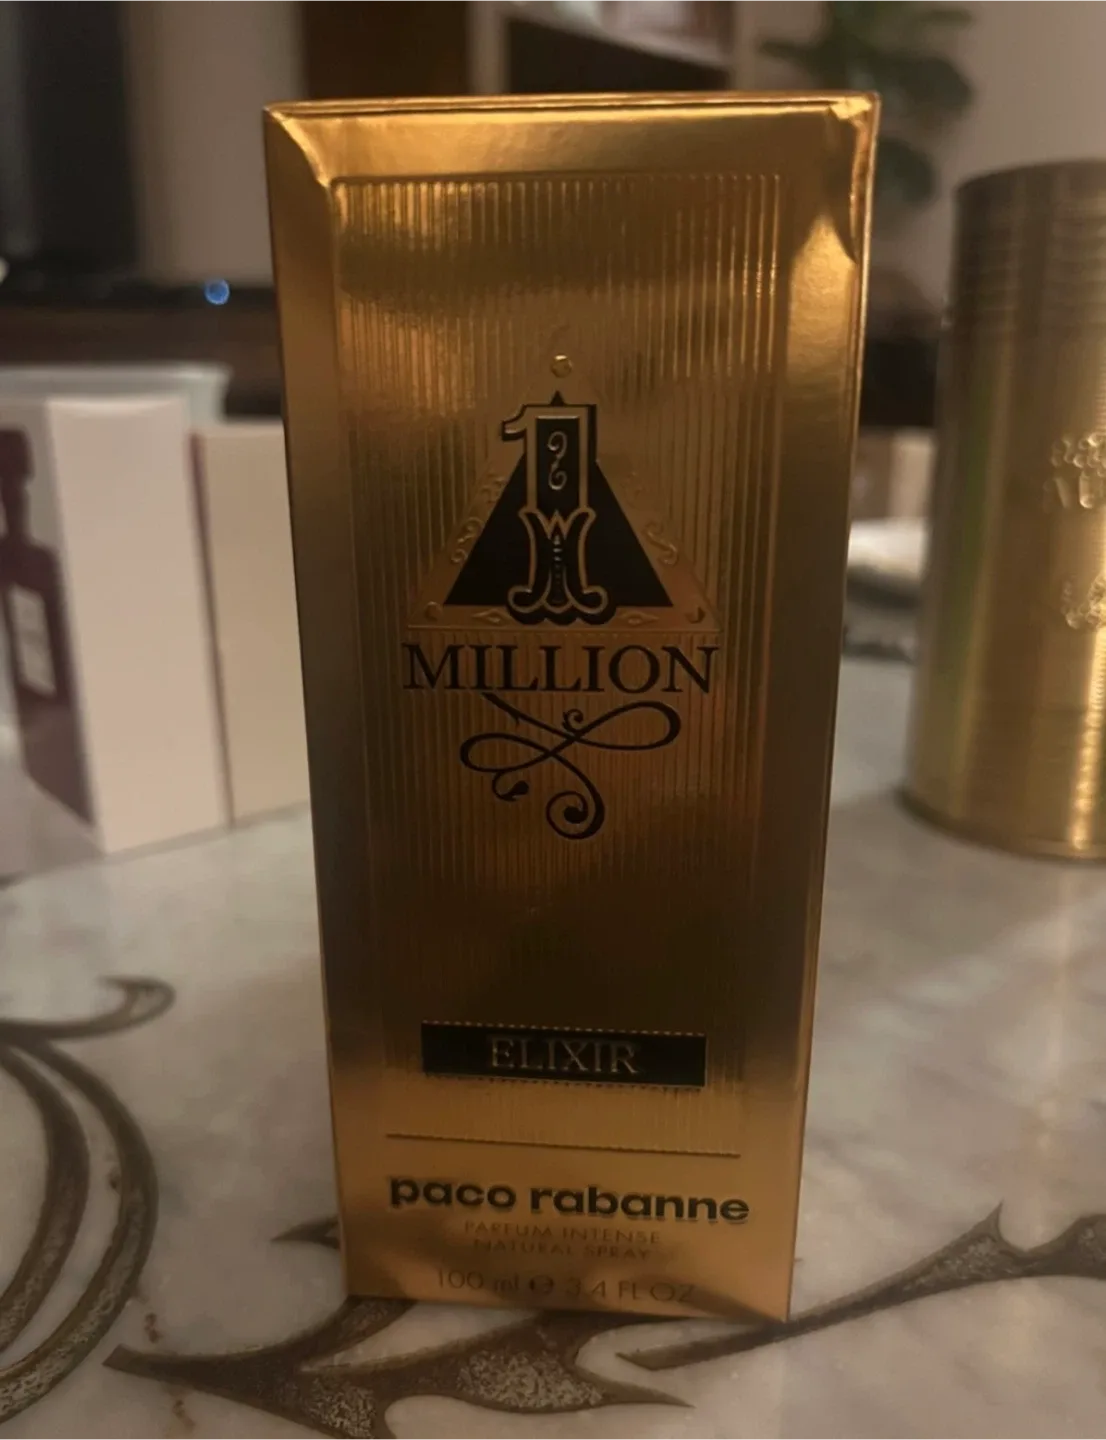 1
MILLION
ELIXIR
paco rabanne
PARFUM INTENSE
NATURAL SPRAY
100 ml ℮ 3.4 FL OZ